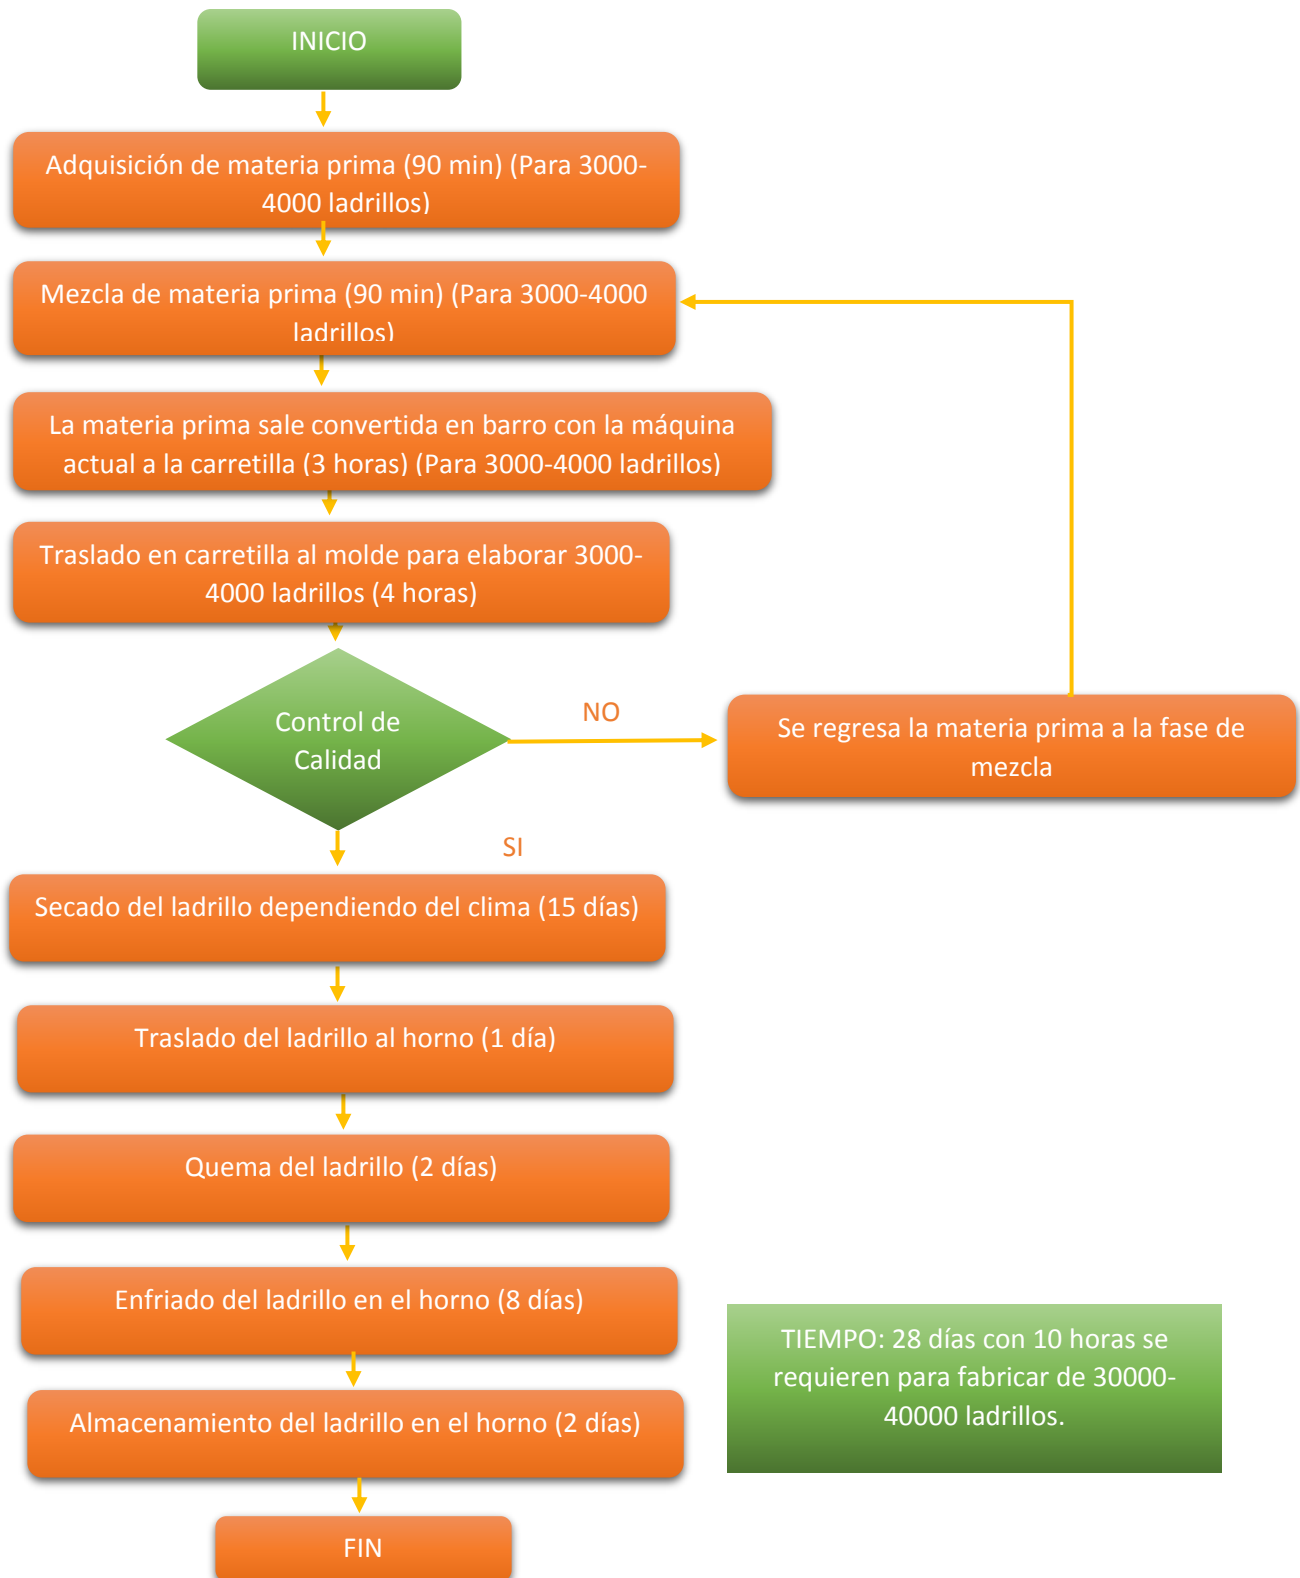 INICIO
Adquisición de materia prima (90 min) (Para 3000-
4000 ladrillos)
Mezcla de materia prima (90 min) (Para 3000-4000
ladrillos)
La materia prima sale convertida en barro con la máquina
actual a la carretilla (3 horas) (Para 3000-4000 ladrillos)
Traslado en carretilla al molde para elaborar 3000-
4000 ladrillos (4 horas)
Control de
Calidad
NO
Se regresa la materia prima a la fase de
mezcla
SI
Secado del ladrillo dependiendo del clima (15 días)
Traslado del ladrillo al horno (1 día)
Quema del ladrillo (2 días)
Enfriado del ladrillo en el horno (8 días)
TIEMPO: 28 días con 10 horas se
requieren para fabricar de 30000-
40000 ladrillos.
Almacenamiento del ladrillo en el horno (2 días)
FIN